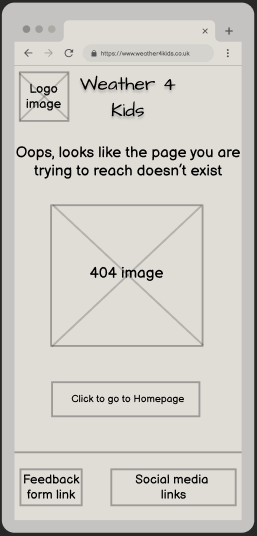 https://www.weather4kids.co.uk
Logo
image
Weather 4
Kids
Oops, looks like the page you are
trying to reach doesn't exist
404 image
Click to go to Homepage
Feedback
form link
Social media
links